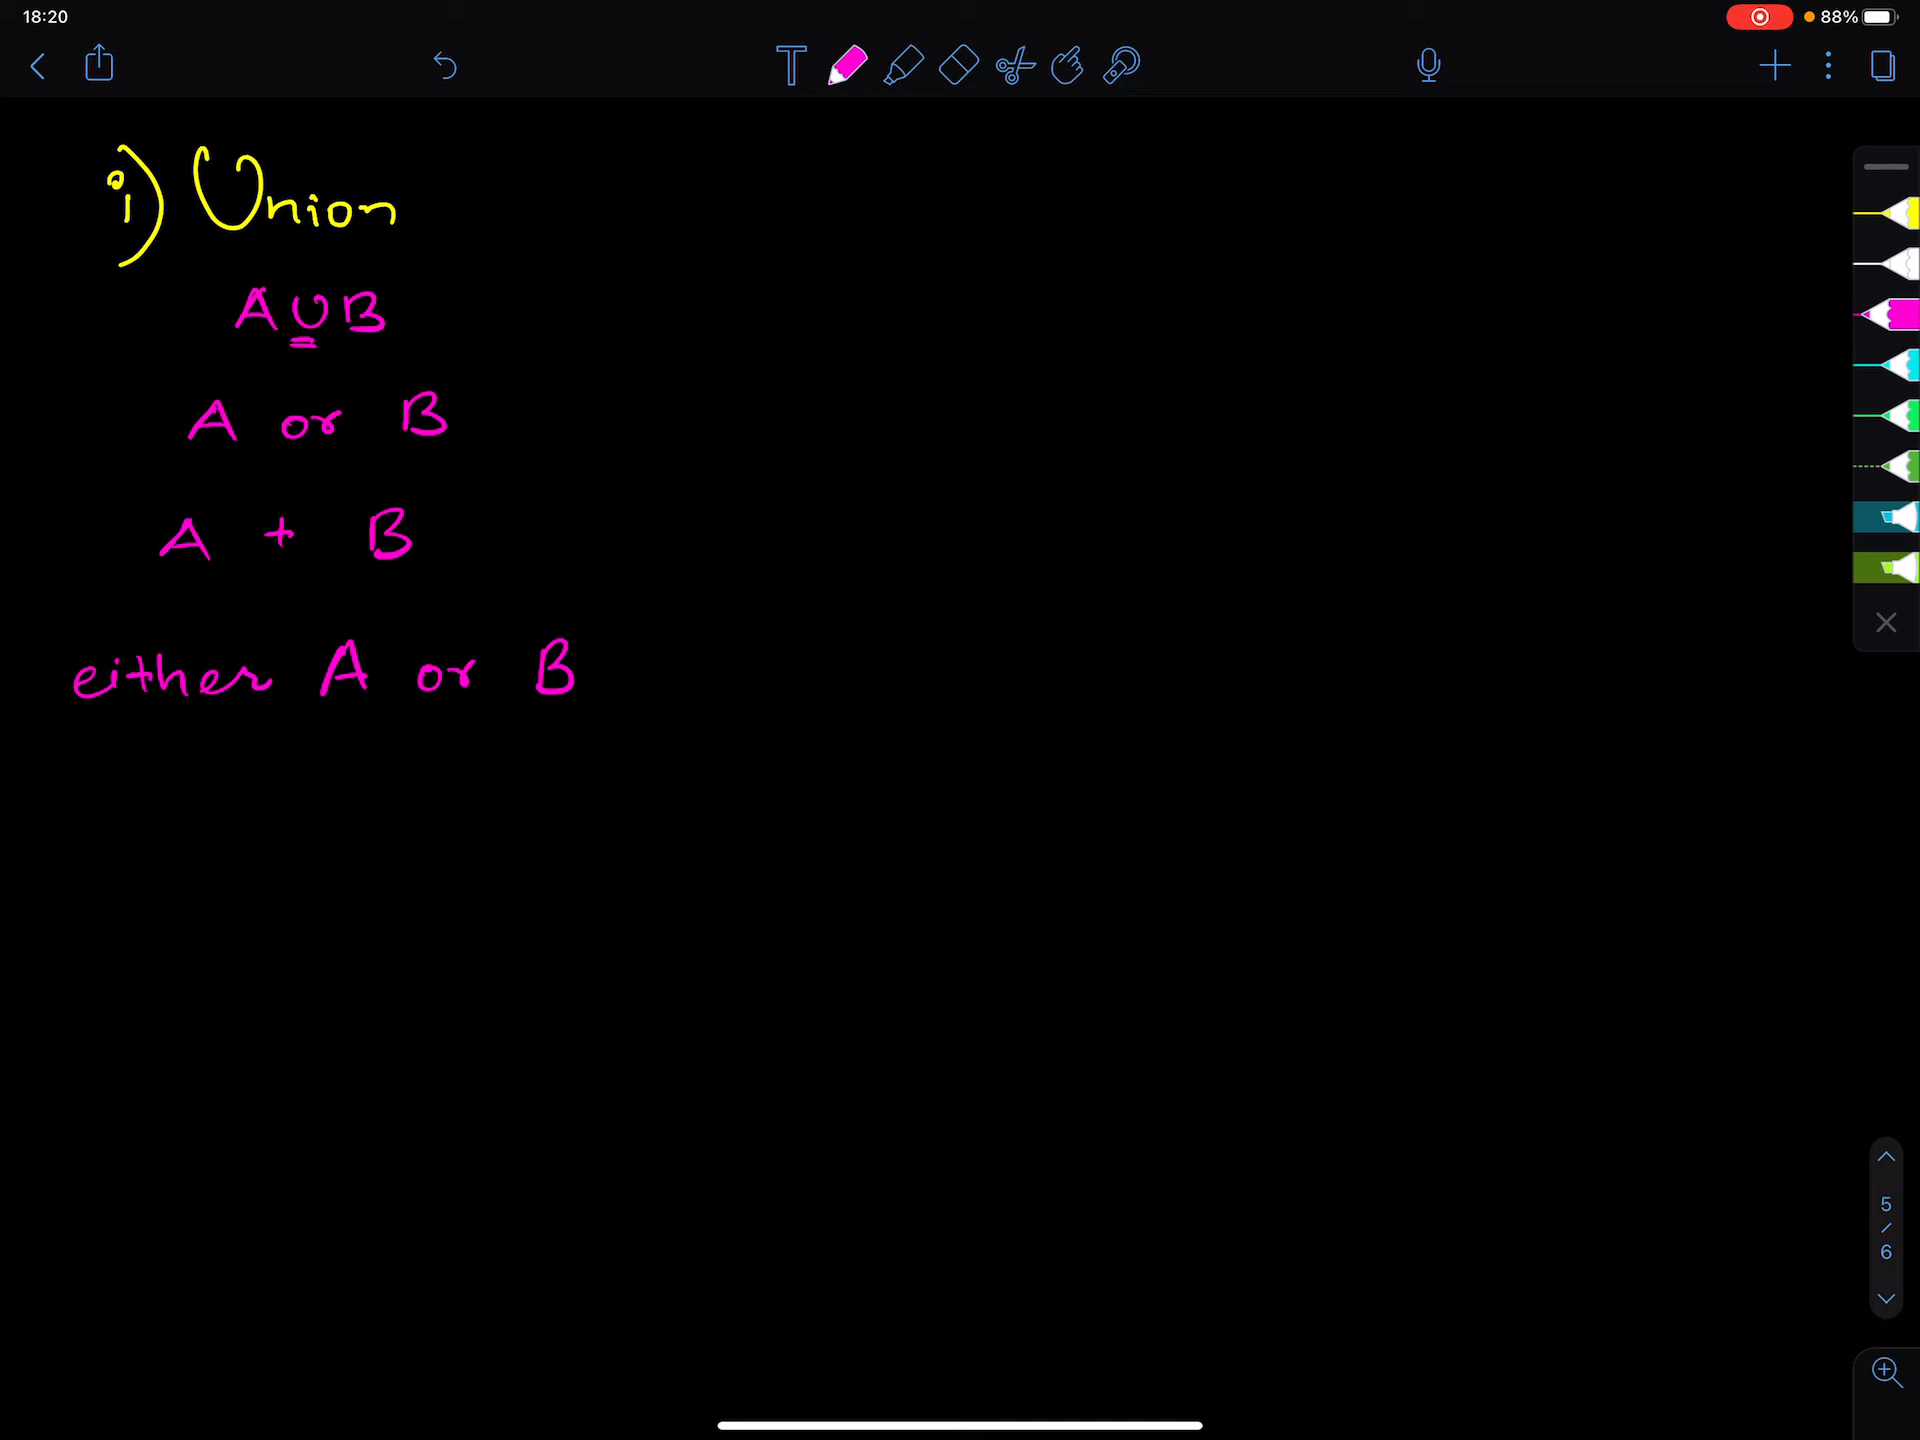 18:20
88%
i) Union
A ∪ B
A or B
A + B
either A or B
5
/
6